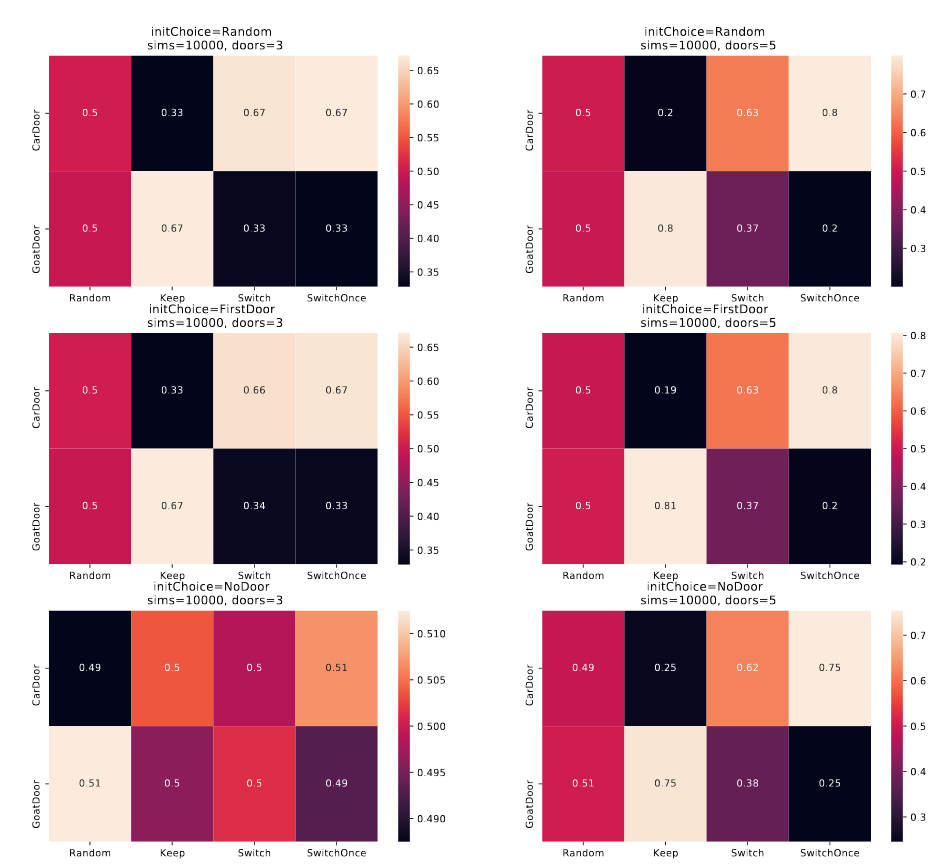 initChoice=Random
sims=10000, doors=3
CarDoor
0.5 0.33 0.67 0.67
GoatDoor
0.5 0.67 0.33 0.33
Random Keep Switch SwitchOnce
0.65
0.60
0.55
0.50
0.45
0.40
0.35
initChoice=Random
sims=10000, doors=5
CarDoor
0.5 0.2 0.63 0.8
GoatDoor
0.5 0.8 0.37 0.2
Random Keep Switch SwitchOnce
0.7
0.6
0.5
0.4
0.3
initChoice=FirstDoor
sims=10000, doors=3
CarDoor
0.5 0.33 0.66 0.67
GoatDoor
0.5 0.67 0.34 0.33
Random Keep Switch SwitchOnce
0.65
0.60
0.55
0.50
0.45
0.40
0.35
initChoice=FirstDoor
sims=10000, doors=5
CarDoor
0.5 0.19 0.63 0.8
GoatDoor
0.5 0.81 0.37 0.2
Random Keep Switch SwitchOnce
0.8
0.7
0.6
0.5
0.4
0.3
0.2
initChoice=NoDoor
sims=10000, doors=3
CarDoor
0.49 0.5 0.5 0.51
GoatDoor
0.51 0.5 0.5 0.49
Random Keep Switch SwitchOnce
0.510
0.505
0.500
0.495
0.490
initChoice=NoDoor
sims=10000, doors=5
CarDoor
0.49 0.25 0.62 0.75
GoatDoor
0.51 0.75 0.38 0.25
Random Keep Switch SwitchOnce
0.7
0.6
0.5
0.4
0.3